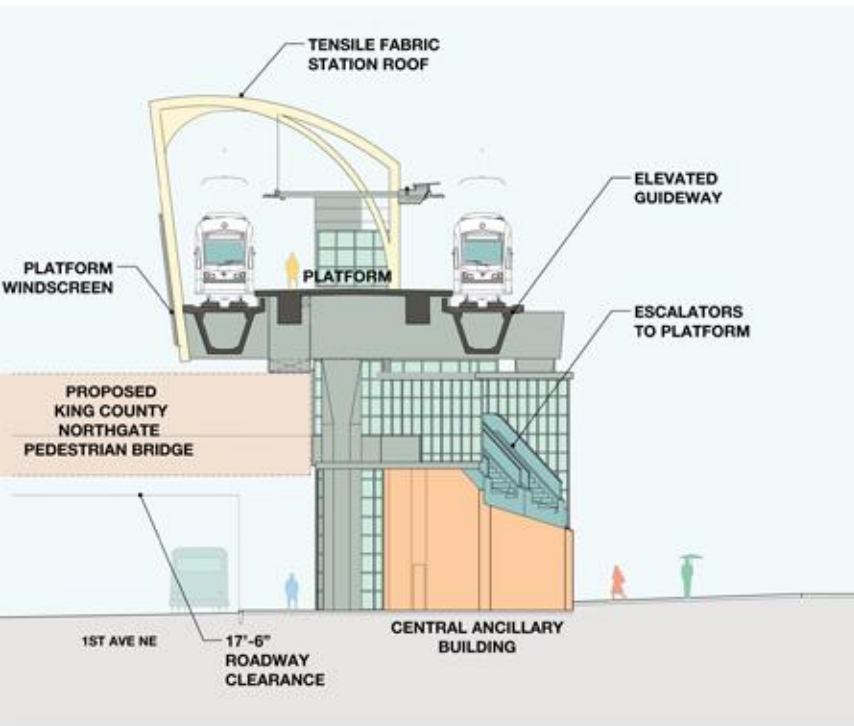 TENSILE FABRIC
STATION ROOF
ELEVATED
GUIDEWAY
PLATFORM
WINDSCREEN
PLATFORM
ESCALATORS
TO PLATFORM
PROPOSED
KING COUNTY
NORTHGATE
PEDESTRIAN BRIDGE
1ST AVE NE
17'-6"
ROADWAY
CLEARANCE
CENTRAL ANCILLARY
BUILDING